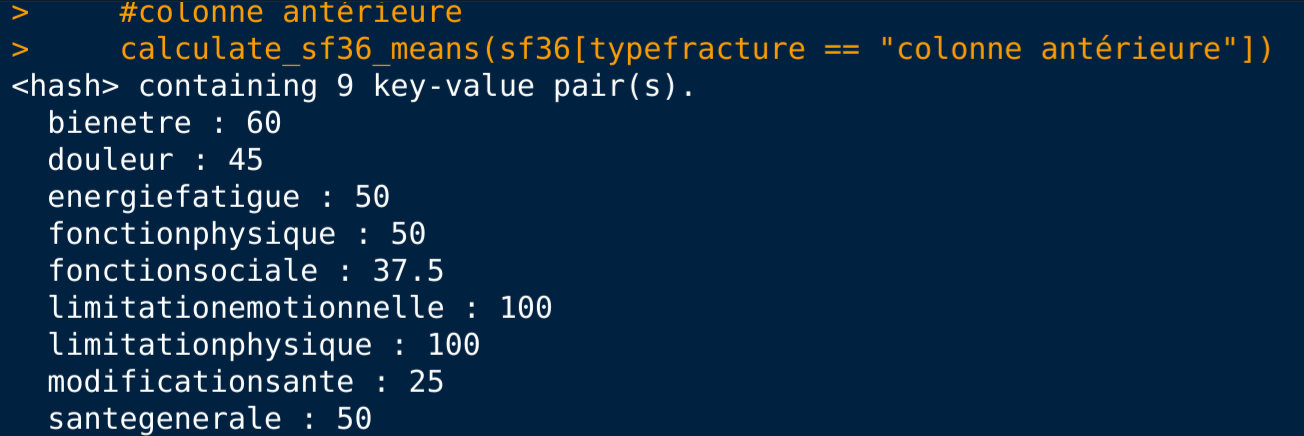 > #colonne antérieure
> calculate_sf36_means(sf36[typefracture == "colonne antérieure"])
<hash> containing 9 key-value pair(s).
bienetre : 60
douleur : 45
energiefatigue : 50
fonctionphysique : 50
fonctionsociale : 37.5
limitationemotionnelle : 100
limitationphysique : 100
modificationsante : 25
santegenerale : 50